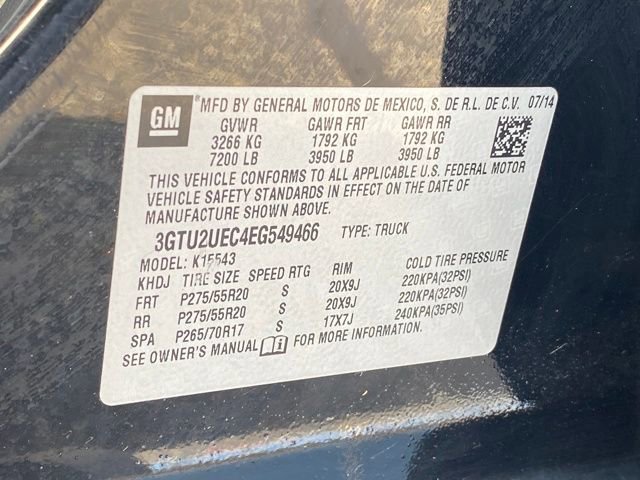 GM MFD BY GENERAL MOTORS DE MEXICO, S. DE R.L. DE C.V. 07/14
GVWR GAWR FRT GAWR RR
3266 KG 1792 KG 1792 KG
7200 LB 3950 LB 3950 LB
THIS VEHICLE CONFORMS TO ALL APPLICABLE U.S. FEDERAL MOTOR
VEHICLE SAFETY STANDARDS IN EFFECT ON THE DATE OF
MANUFACTURE SHOWN ABOVE.
3GTU2UEC4EG549466 TYPE: TRUCK
MODEL: K15543
KHDJ TIRE SIZE SPEED RTG RIM COLD TIRE PRESSURE
FRT P275/55R20 S 20X9J 220KPA(32PSI)
RR P275/55R20 S 20X9J 220KPA(32PSI)
SPA P265/70R17 S 17X7J 240KPA(35PSI)
SEE OWNER'S MANUAL FOR MORE INFORMATION.